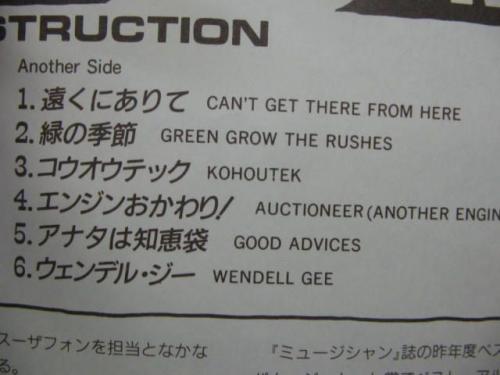 STRUCTION
Another Side
1.遠くにありて CAN'T GET THERE FROM HERE
2.緑の季節 GREEN GROW THE RUSHES
3.コウオウテック KOHOUTEK
4.エンジンおかわり! AUCTIONEER (ANOTHER ENGIN
5.アナタは知恵袋 GOOD ADVICES
6.ウェンデル・ジー WENDELL GEE
スーザフォンを担当となかな
る。
『ミュージシャン』誌の昨年度ベス